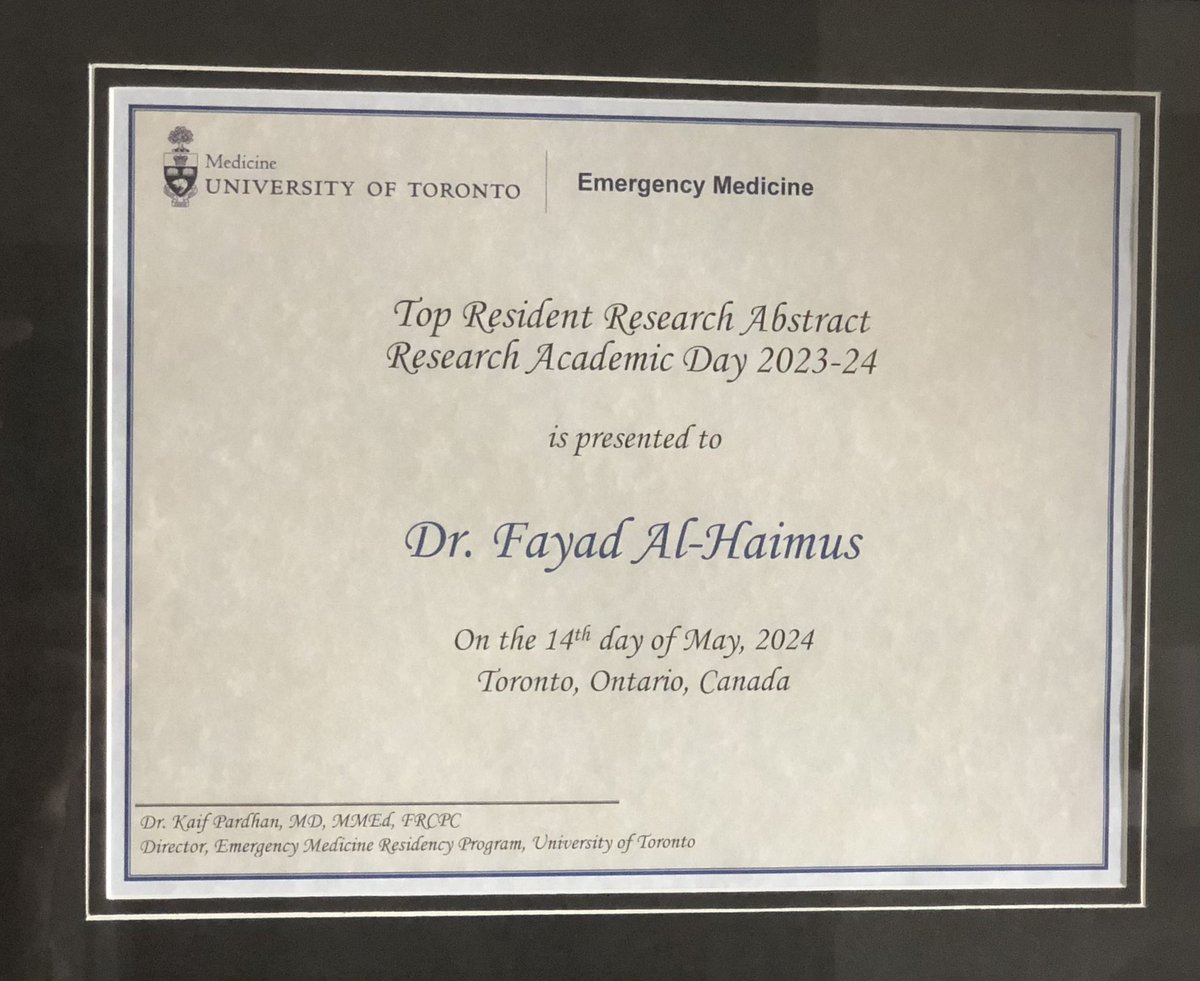 Medicine
UNIVERSITY OF TORONTO
Emergency Medicine
Top Resident Research Abstract
Research Academic Day 2023-24
is presented to
Dr. Fayad Al-Haimus
On the 14th day of May, 2024
Toronto, Ontario, Canada
Dr. Kaif Pardhan, MD, MMEd, FRCPC
Director, Emergency Medicine Residency Program, University of Toronto